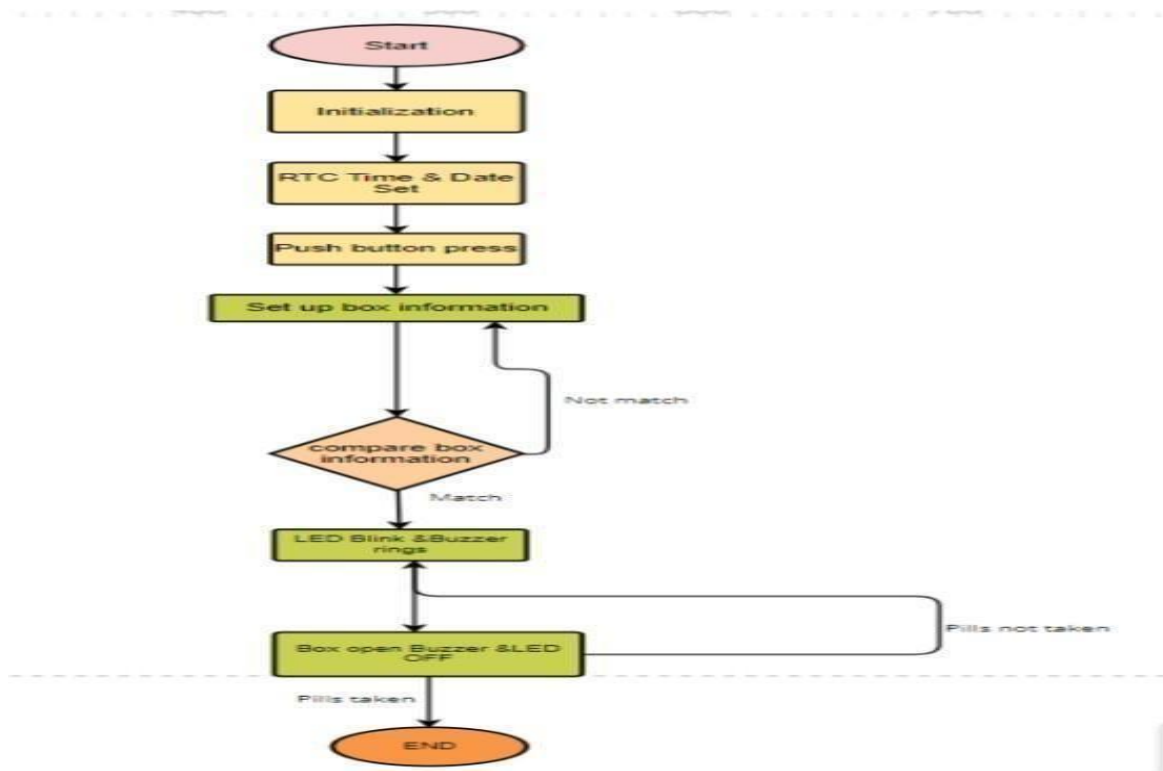 Start
Initialization
RTC Time & Date
Set
Push button press
Set up box information
Not match
compare box
information
Match
LED Blink &Buzzer
rings
Pills not taken
Box open Buzzer &LED
OFF
Pills taken
END